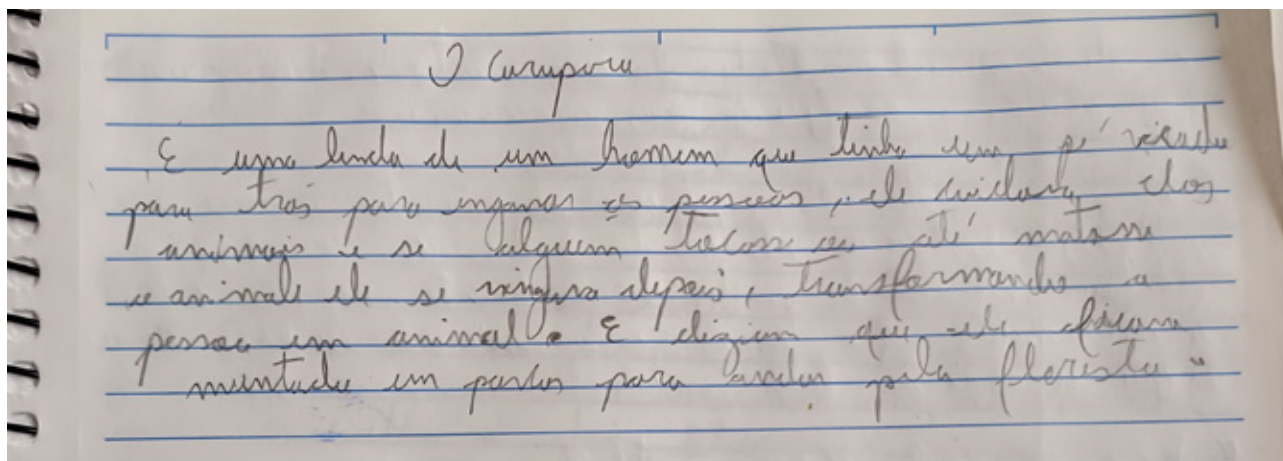 O Curupira
E uma lenda de um homem que tinha um pé virado
para trás para enganar as pessoas, ele cuidava dos
animais e se alguém tocasse ou até matasse
o animal ele se vingava depois, transformando a
pessoa em animal. E diziam que ele ficava
montado em porcos para andar pela floresta.